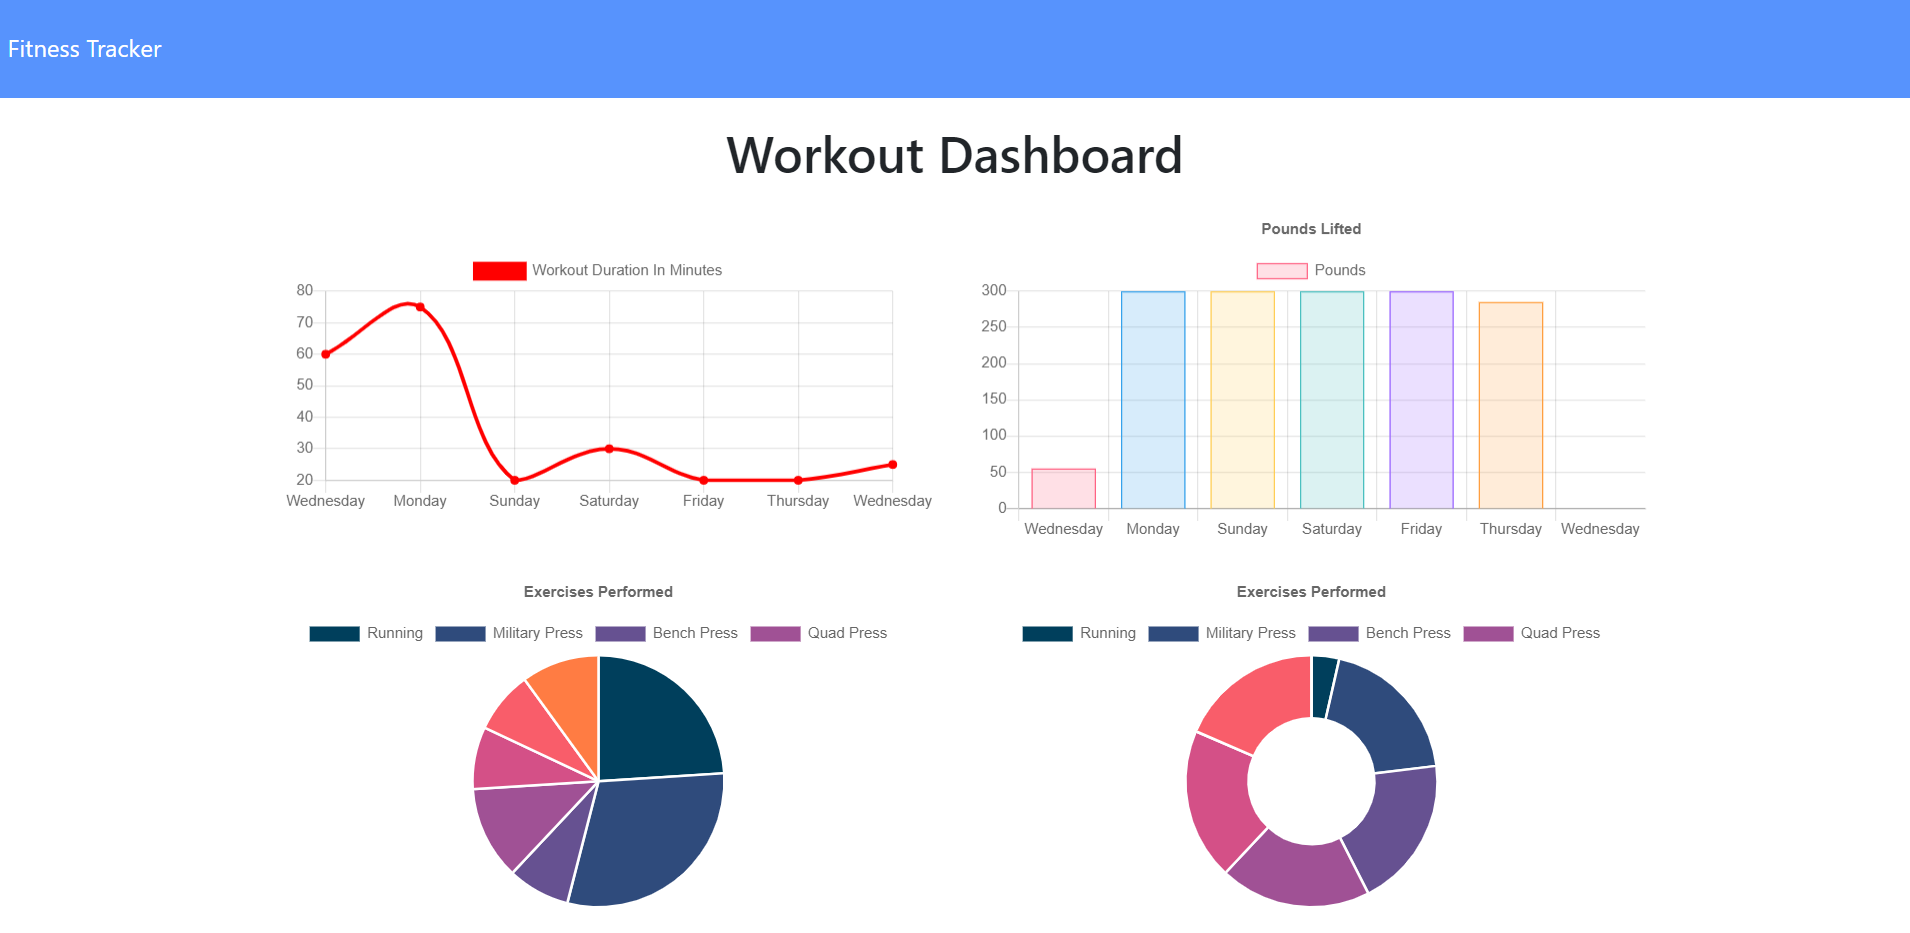 Fitness Tracker
Workout Dashboard
Workout Duration In Minutes
80
70
60
50
40
30
20
Wednesday Monday Sunday Saturday Friday Thursday Wednesday
Pounds Lifted
Pounds
300
250
200
150
100
50
0
Wednesday Monday Sunday Saturday Friday Thursday Wednesday
Exercises Performed
Running Military Press Bench Press Quad Press
Exercises Performed
Running Military Press Bench Press Quad Press